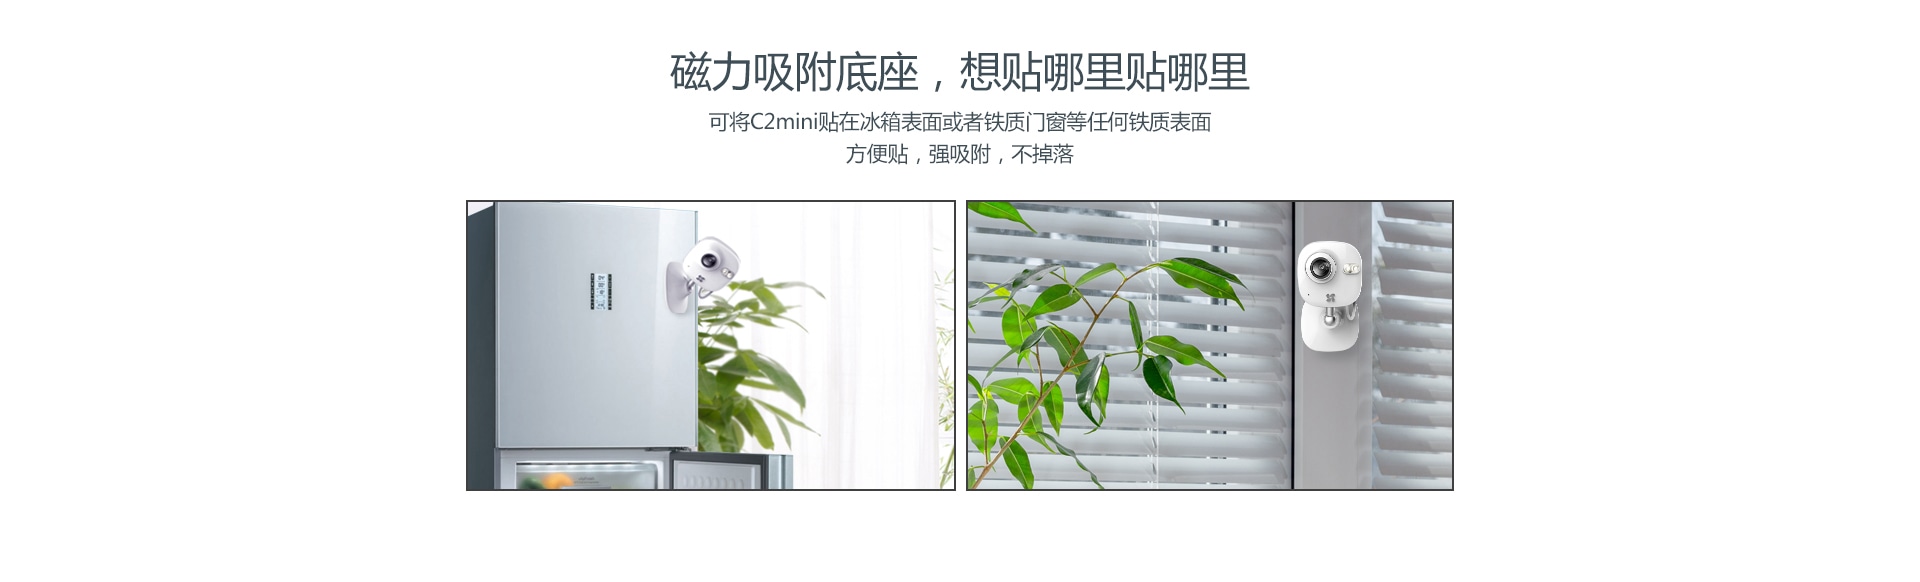 磁力吸附底座，想贴哪里贴哪里
可将C2mini贴在冰箱表面或者铁质门窗等任何铁质表面
方便贴，强吸附，不掉落